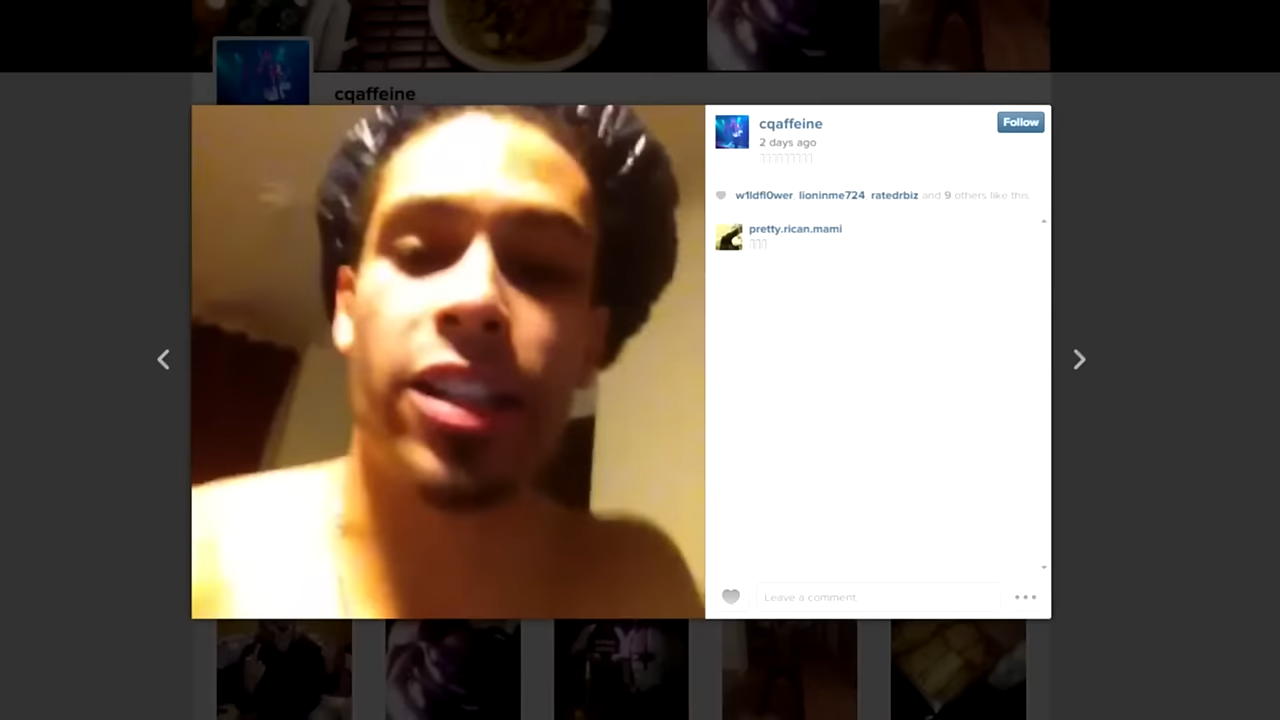 cqaffeine
cqaffeine
Follow
2 days ago
w1ldfl0wer, lioninme724, ratedrbiz and 9 others like this.
pretty.rican.mami
Leave a comment